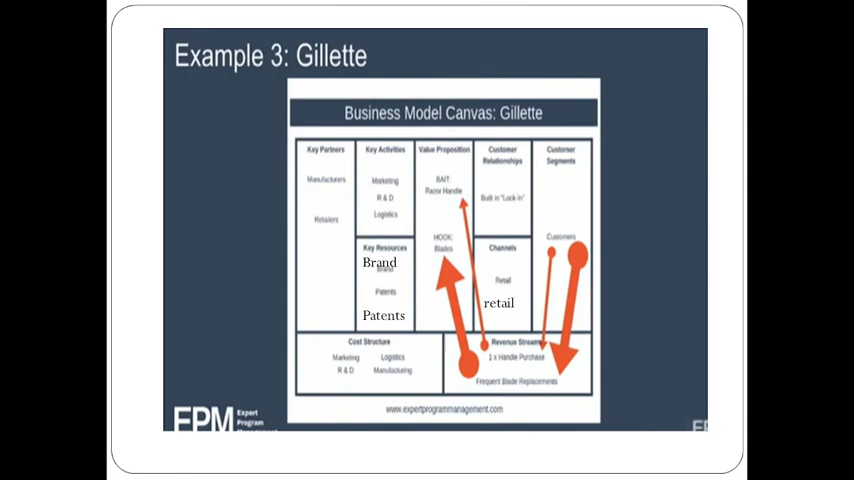 Example 3: Gillette
Business Model Canvas: Gillette
Key Partners
Manufacturers
Retailers
Key Activities
Marketing
R & D
Logistics
Key Resources
Brand
Brand
Patents
Patents
Value Proposition
BAIT:
Razor Handle
HOOK:
Blades
Customer
Relationships
Built in "Lock-In"
Channels
Retail
retail
Customer
Segments
Customers
Cost Structure
Marketing Logistics
R & D Manufacturing
Revenue Stream
1 x Handle Purchase
Frequent Blade Replacements
www.expertprogrammanagement.com
EPM
Expert
Program